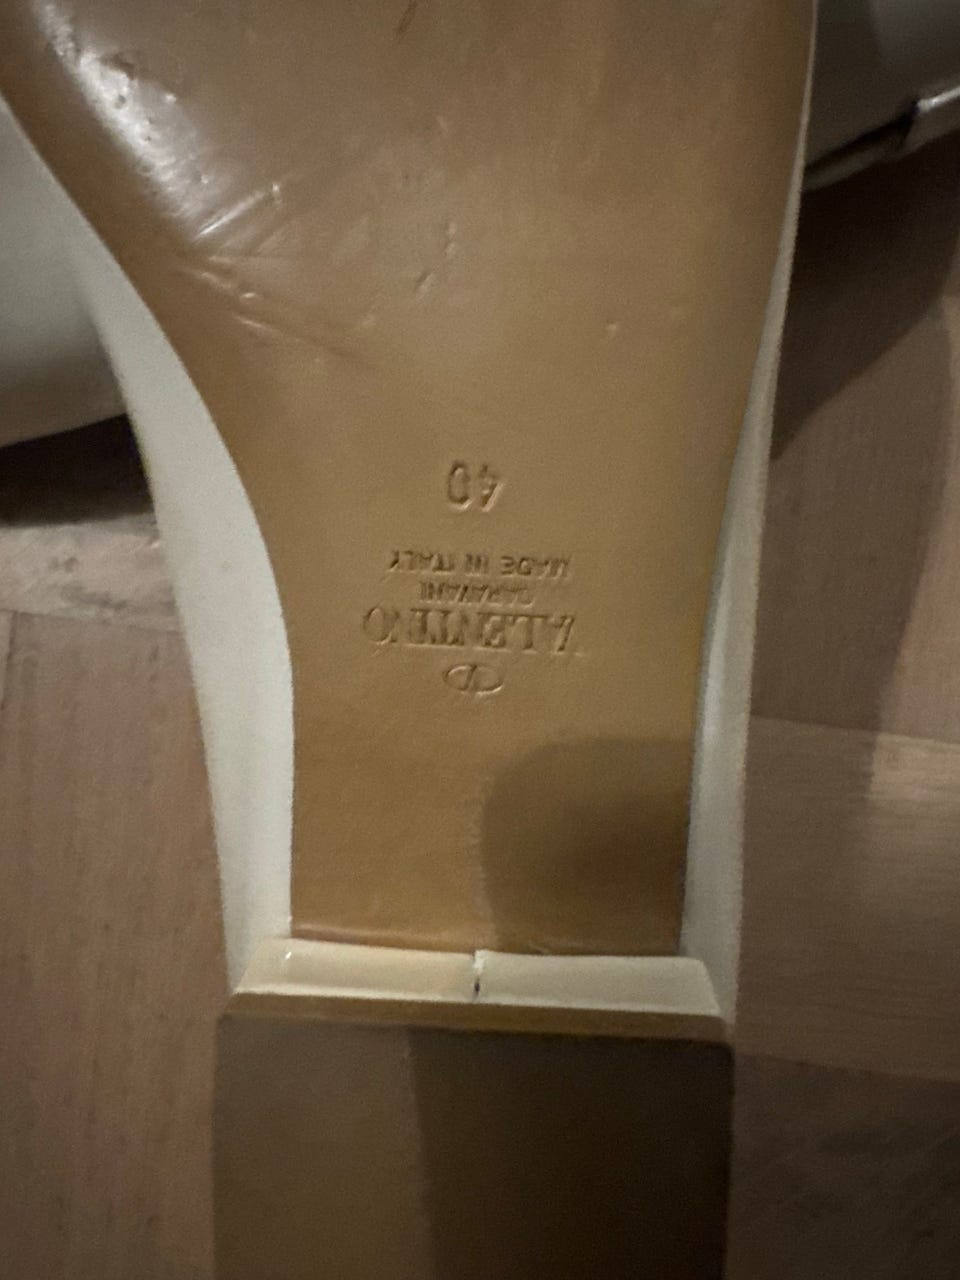 V
VALENTINO
GARAVANI
MADE IN ITALY
40